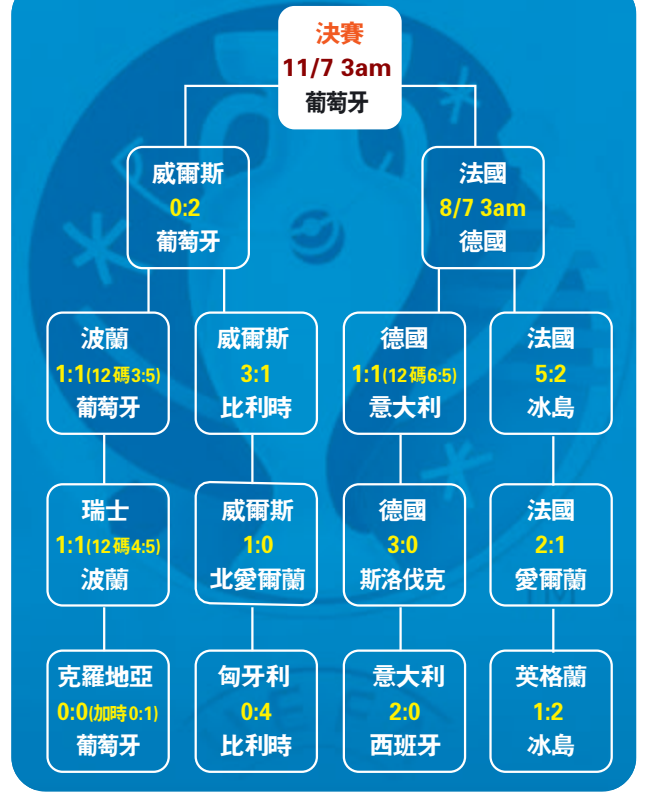 決賽
11/7 3am
葡萄牙
威爾斯
0:2
葡萄牙
法國
8/7 3am
德國
波蘭
1:1(12碼3:5)
葡萄牙
威爾斯
3:1
比利時
德國
1:1(12碼6:5)
意大利
法國
5:2
冰島
瑞士
1:1(12碼4:5)
波蘭
威爾斯
1:0
北愛爾蘭
德國
3:0
斯洛伐克
法國
2:1
愛爾蘭
TM
克羅地亞
0:0(加時0:1)
葡萄牙
匈牙利
0:4
比利時
意大利
2:0
西班牙
英格蘭
1:2
冰島